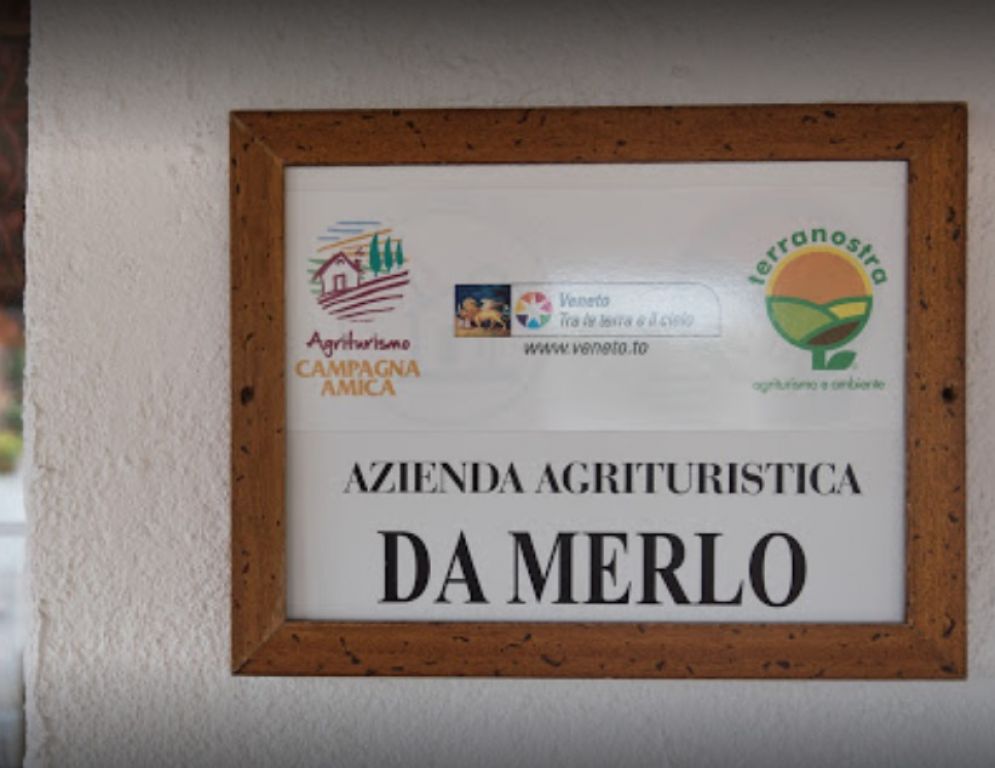 Agriturismo
CAMPAGNA
AMICA
Veneto
Tra la terra e il cielo
www.veneto.to
terranostra
agriturismo e ambiente
AZIENDA AGRITURISTICA
DA MERLO